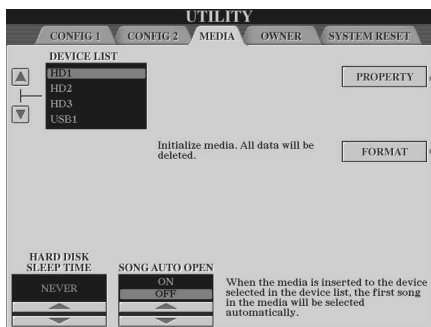 UTILITY
CONFIG 1 CONFIG 2 MEDIA OWNER SYSTEM RESET
DEVICE LIST
HD1
HD2
HD3
USB1
PROPERTY
Initialize media. All data will be
deleted.
FORMAT
HARD DISK
SLEEP TIME
NEVER
SONG AUTO OPEN
ON
OFF
When the media is inserted to the device
selected in the device list, the first song
in the media will be selected
automatically.